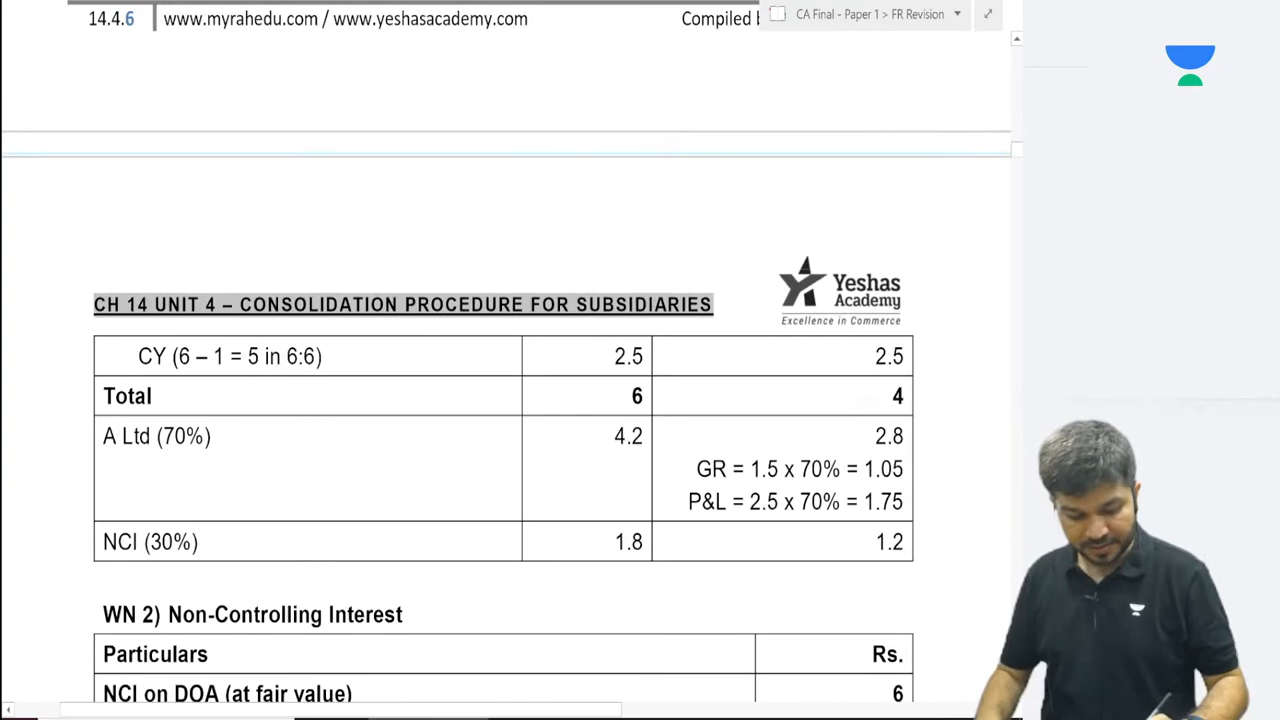 14.4.6 www.myrahedu.com / www.yeshasacademy.com Compiled
CA Final - Paper 1 > FR Revision
Yeshas
Academy
Excellence in Commerce
CH 14 UNIT 4 – CONSOLIDATION PROCEDURE FOR SUBSIDIARIES
CY (6 – 1 = 5 in 6:6) 2.5 2.5
Total 6 4
A Ltd (70%) 4.2 2.8
GR = 1.5 x 70% = 1.05
P&L = 2.5 x 70% = 1.75
NCI (30%) 1.8 1.2
WN 2) Non-Controlling Interest
Particulars Rs.
NCI on DOA (at fair value) 6